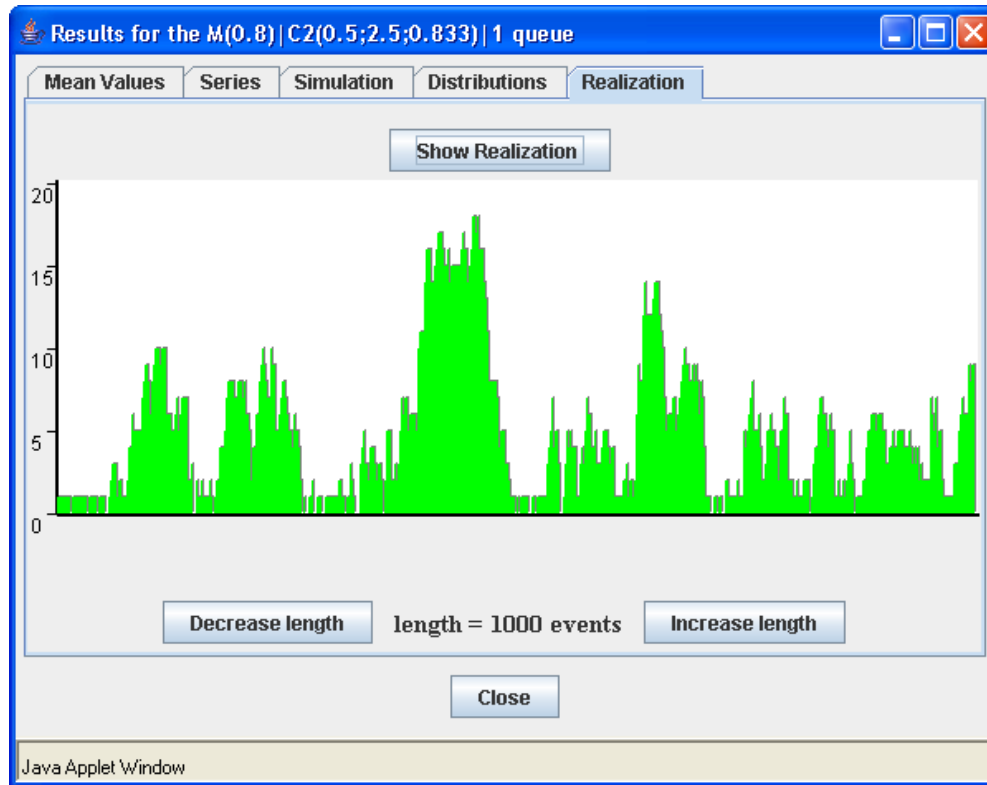 Results for the M(0.8)|C2(0.5;2.5;0.833)|1 queue
Mean Values Series Simulation Distributions Realization
Show Realization
20
15
10
5
0
Decrease length length = 1000 events Increase length
Close
Java Applet Window